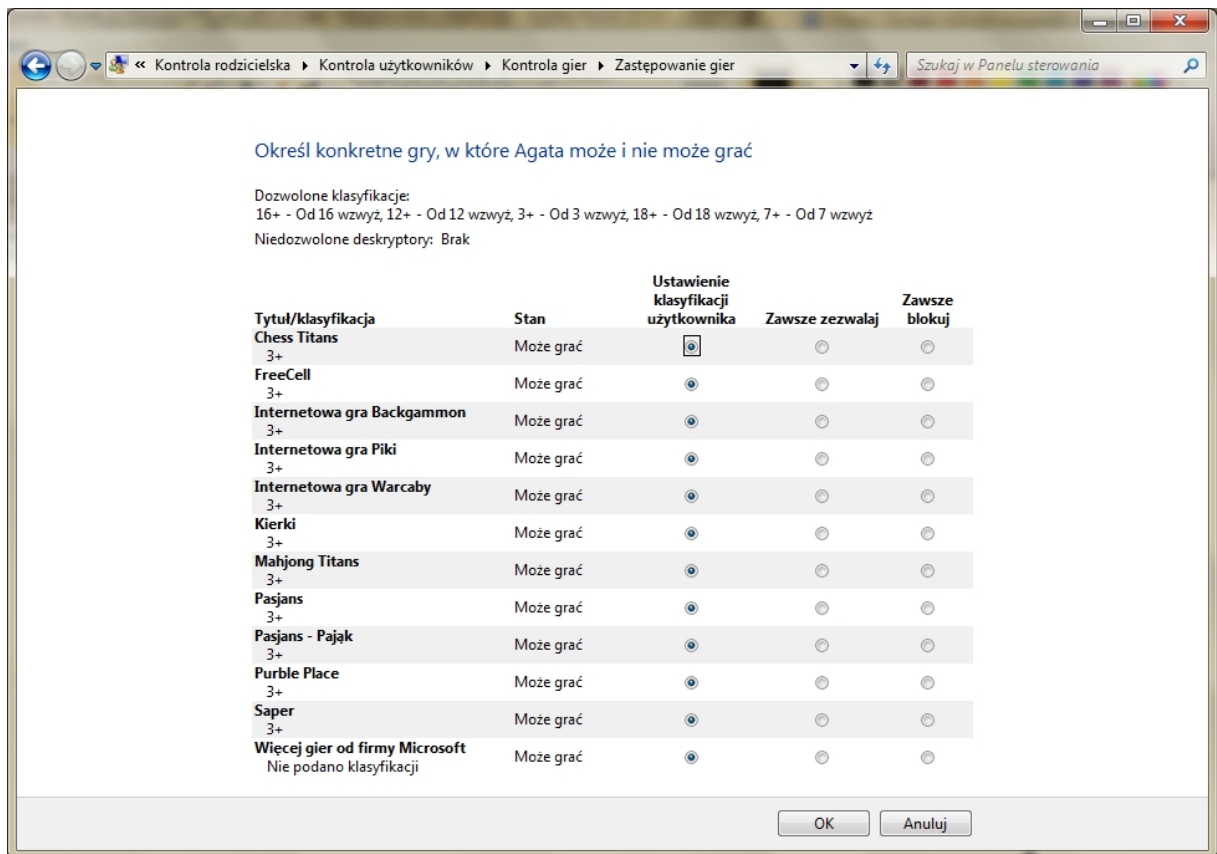 « Kontrola rodzicielska ▸ Kontrola użytkowników ▸ Kontrola gier ▸ Zastępowanie gier
Szukaj w Panelu sterowania
Określ konkretne gry, w które Agata może i nie może grać
Dozwolone klasyfikacje:
16+ - Od 16 wzwyż, 12+ - Od 12 wzwyż, 3+ - Od 3 wzwyż, 18+ - Od 18 wzwyż, 7+ - Od 7 wzwyż
Niedozwolone deskryptory: Brak
Tytuł/klasyfikacja Stan Ustawienie klasyfikacji użytkownika Zawsze zezwalaj Zawsze blokuj
Chess Titans
3+
Może grać
FreeCell
3+
Może grać
Internetowa gra Backgammon
3+
Może grać
Internetowa gra Piki
3+
Może grać
Internetowa gra Warcaby
3+
Może grać
Kierki
3+
Może grać
Mahjong Titans
3+
Może grać
Pasjans
3+
Może grać
Pasjans - Pająk
3+
Może grać
Purble Place
3+
Może grać
Saper
3+
Może grać
Więcej gier od firmy Microsoft
Nie podano klasyfikacji
Może grać
OK Anuluj